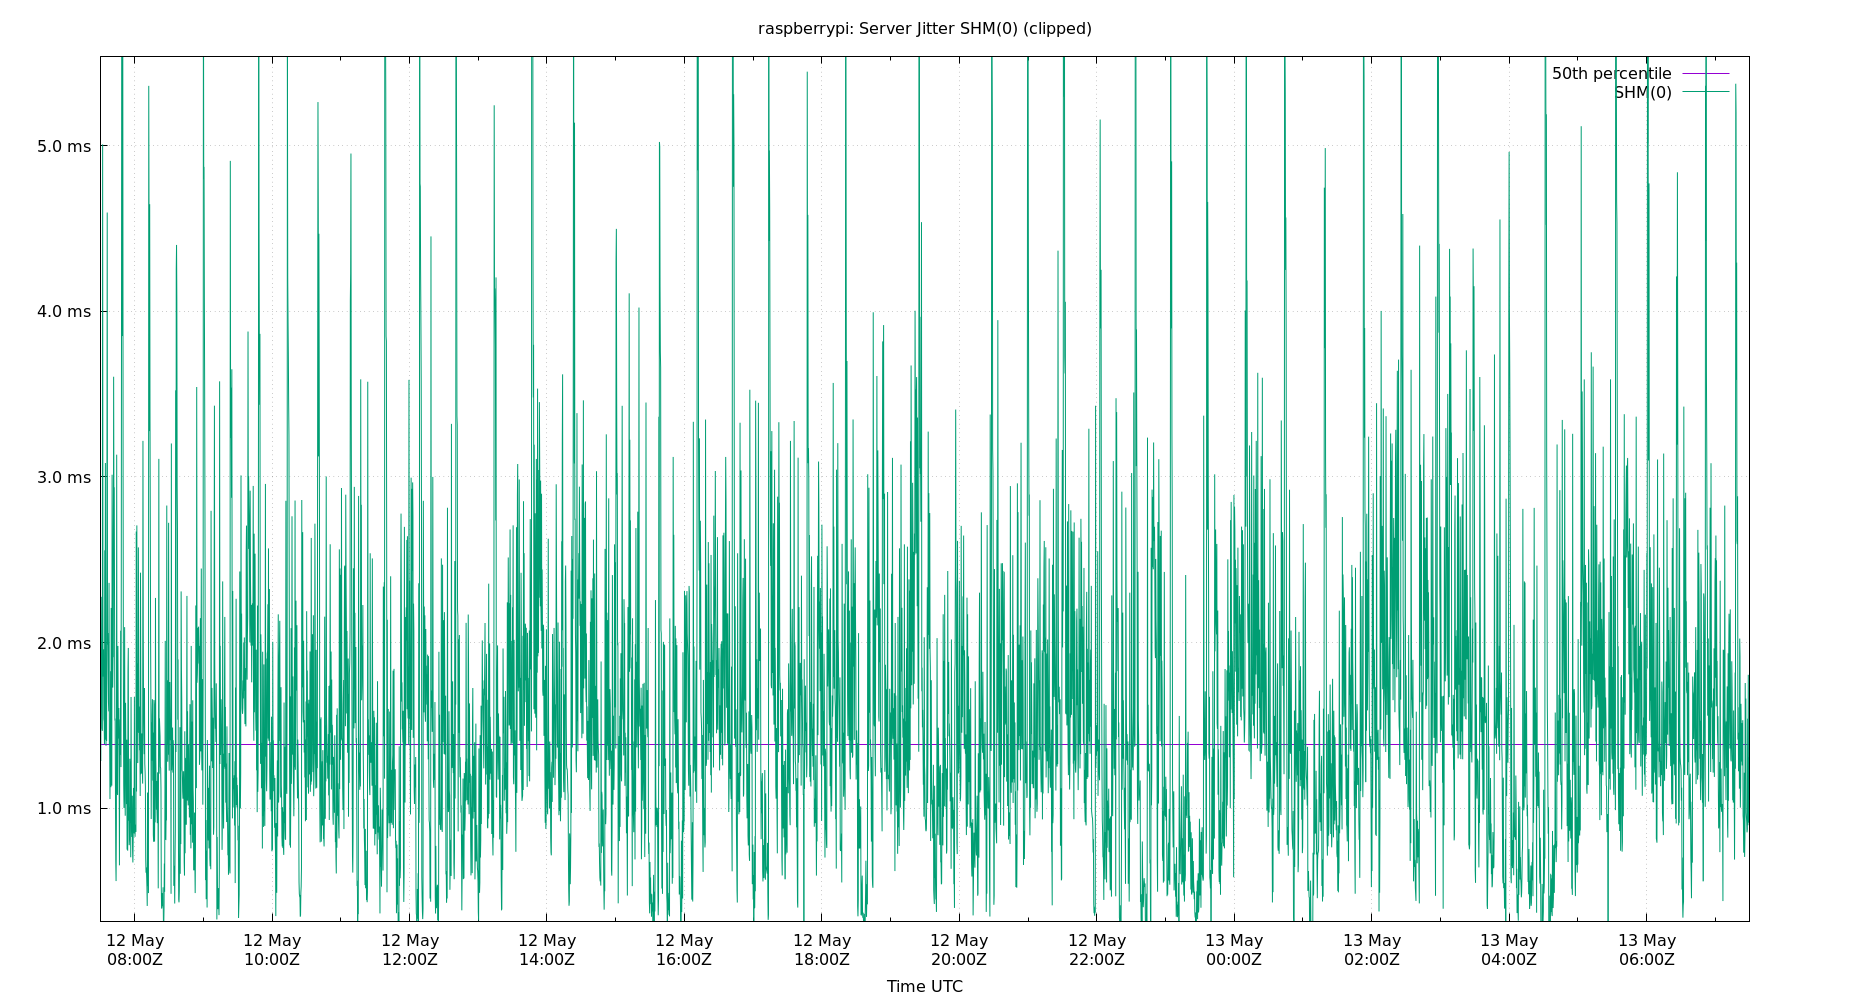 raspberrypi: Server Jitter SHM(0) (clipped)
50th percentile
SHM(0)
5.0 ms
4.0 ms
3.0 ms
2.0 ms
1.0 ms
12 May 12 May 12 May 12 May 12 May 12 May 12 May 12 May 13 May 13 May 13 May 13 May
08:00Z 10:00Z 12:00Z 14:00Z 16:00Z 18:00Z 20:00Z 22:00Z 00:00Z 02:00Z 04:00Z 06:00Z
Time UTC